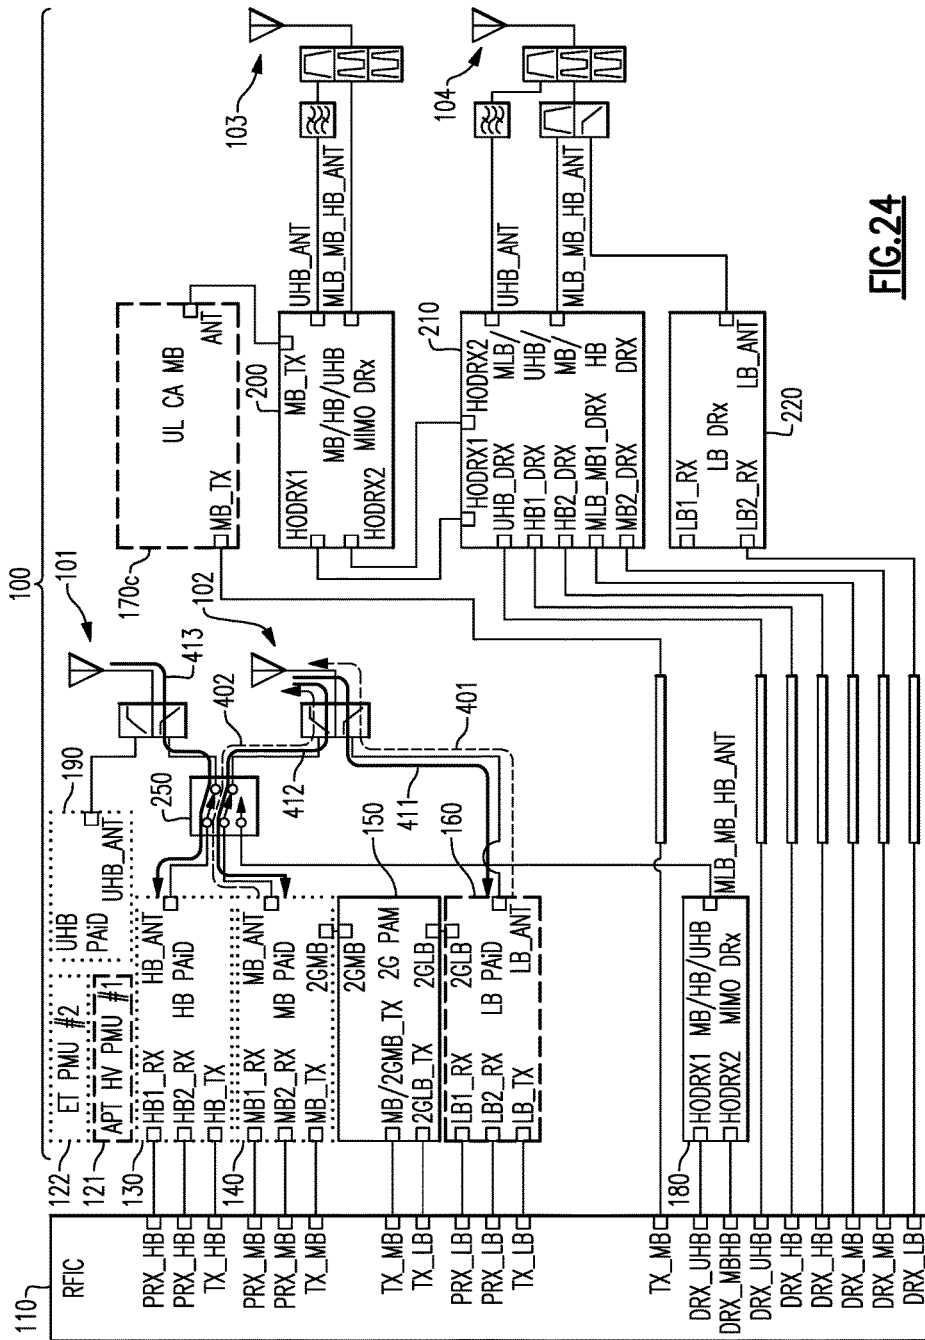 100
110
RFIC
PRX_HB
PRX_HB
TX_HB
PRX_MB
PRX_MB
TX_MB
TX_MB
TX_LB
PRX_LB
PRX_LB
TX_LB
TX_MB
DRX_UHB
DRX_MBHB
DRX_UHB
DRX_HB
DRX_HB
DRX_MB
DRX_MB
DRX_LB
122
ET PMU #2
121
APT HV PMU #1
190
UHB
PAiD
UHB_ANT
130
HB1_RX
HB2_RX
HB_TX
HB_ANT
HB PAiD
140
MB1_RX
MB2_RX
MB_TX
MB_ANT
MB PAiD
2GMB
150
2GMB
MB/2GMB_TX
2G PAM
2GLB_TX
2GLB
160
2GLB
LB1_RX
LB2_RX
LB_TX
LB PAiD
LB_ANT
180
HODRX1
HODRX2
MB/HB/UHB
MIMO DRx
MLB_MB_HB_ANT
250
101
413
402
102
412
411
401
170c
UL CA MB
MB_TX
ANT
200
HODRX1
MB_TX
MB/HB/UHB
MIMO DRx
HODRX2
UHB_ANT
MLB_MB_HB_ANT
103
210
HODRX1
HODRX2
UHB_DRX
HB1_DRX
HB2_DRX
MLB_MB1_DRX
MB2_DRX
MLB/
UHB/
MB/
HB
DRX
UHB_ANT
MLB_MB_HB_ANT
104
LB1_RX
LB DRx
LB2_RX
LB_ANT
220
FIG.24